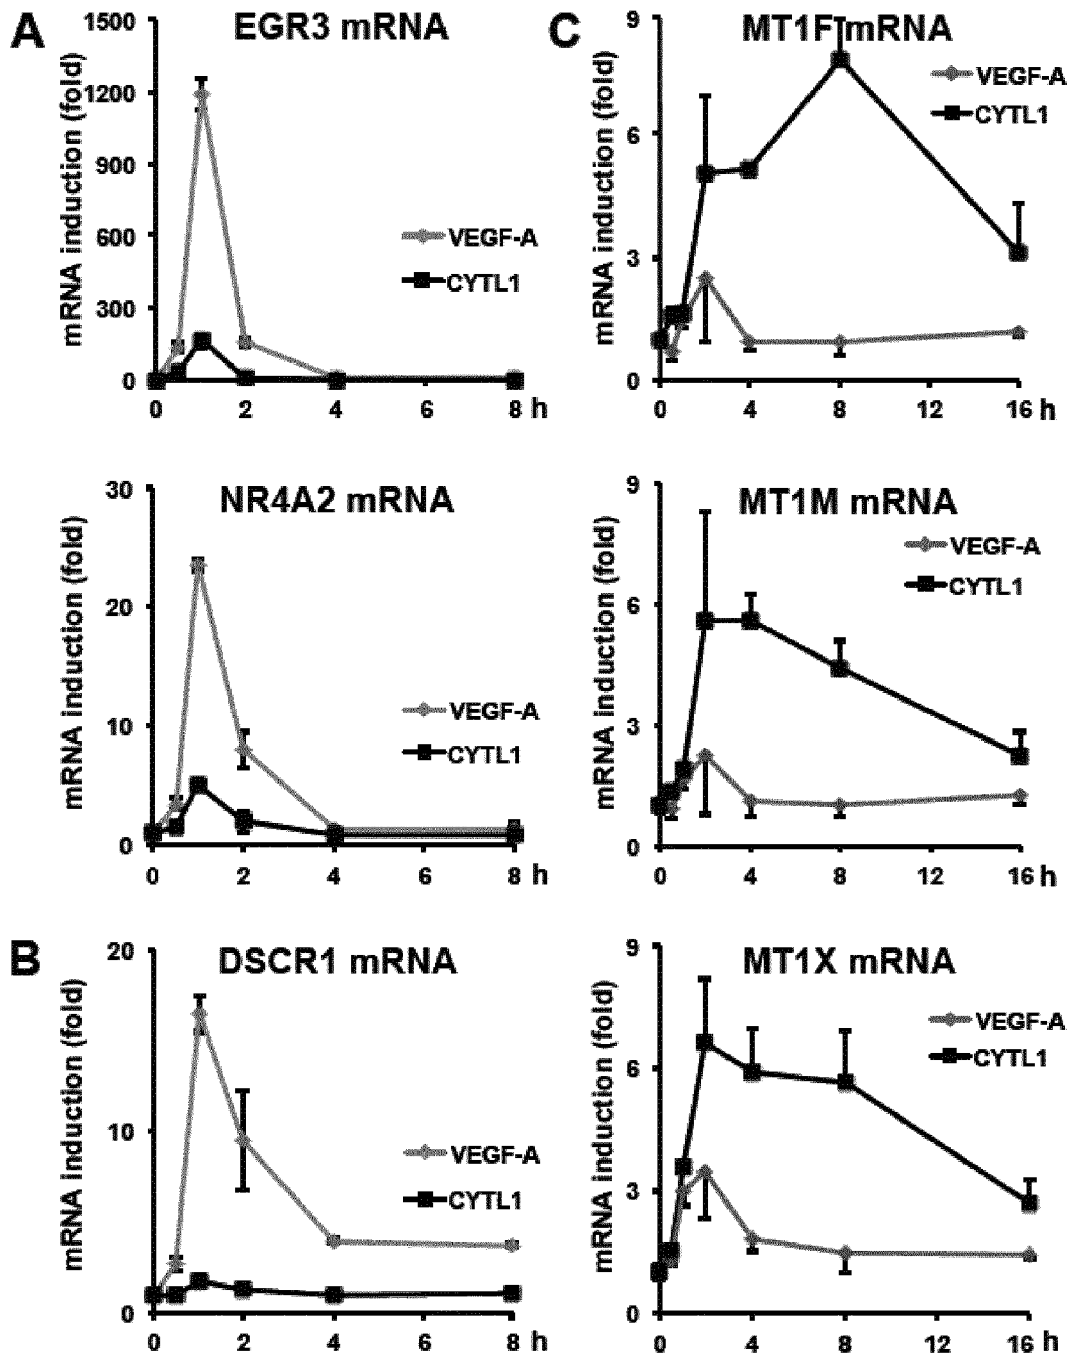 A
EGR3 mRNA
mRNA induction (fold)
1500
1200
900
600
300
0
VEGF-A
CYTL1
0 2 4 6 8 h
NR4A2 mRNA
mRNA induction (fold)
30
20
10
0
VEGF-A
CYTL1
0 2 4 6 8 h
B
DSCR1 mRNA
mRNA induction (fold)
20
10
0
VEGF-A
CYTL1
0 2 4 6 8 h
C
MT1F mRNA
mRNA induction (fold)
9
6
3
0
VEGF-A
CYTL1
0 4 8 12 16 h
MT1M mRNA
mRNA induction (fold)
9
6
3
0
VEGF-A
CYTL1
0 4 8 12 16 h
MT1X mRNA
mRNA induction (fold)
9
6
3
0
VEGF-A
CYTL1
0 4 8 12 16 h